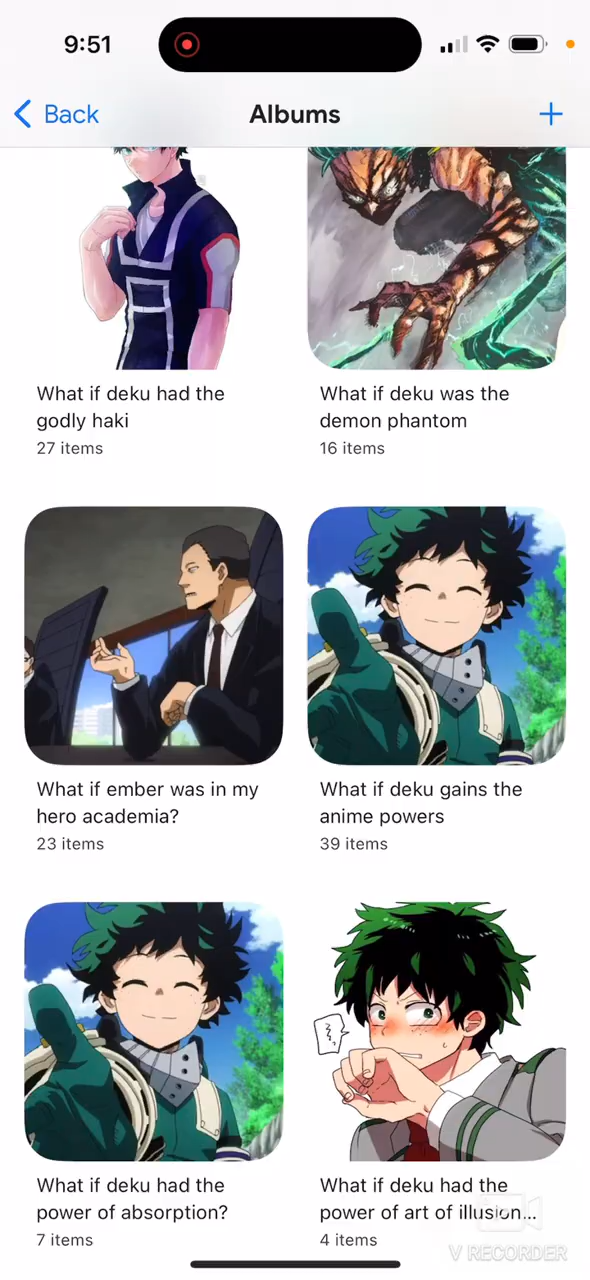 9:51
Back
Albums
What if deku had the
godly haki
27 items
What if deku was the
demon phantom
16 items
What if ember was in my
hero academia?
23 items
What if deku gains the
anime powers
39 items
What if deku had the
power of absorption?
7 items
What if deku had the
power of art of illusion...
4 items
V RECORDER